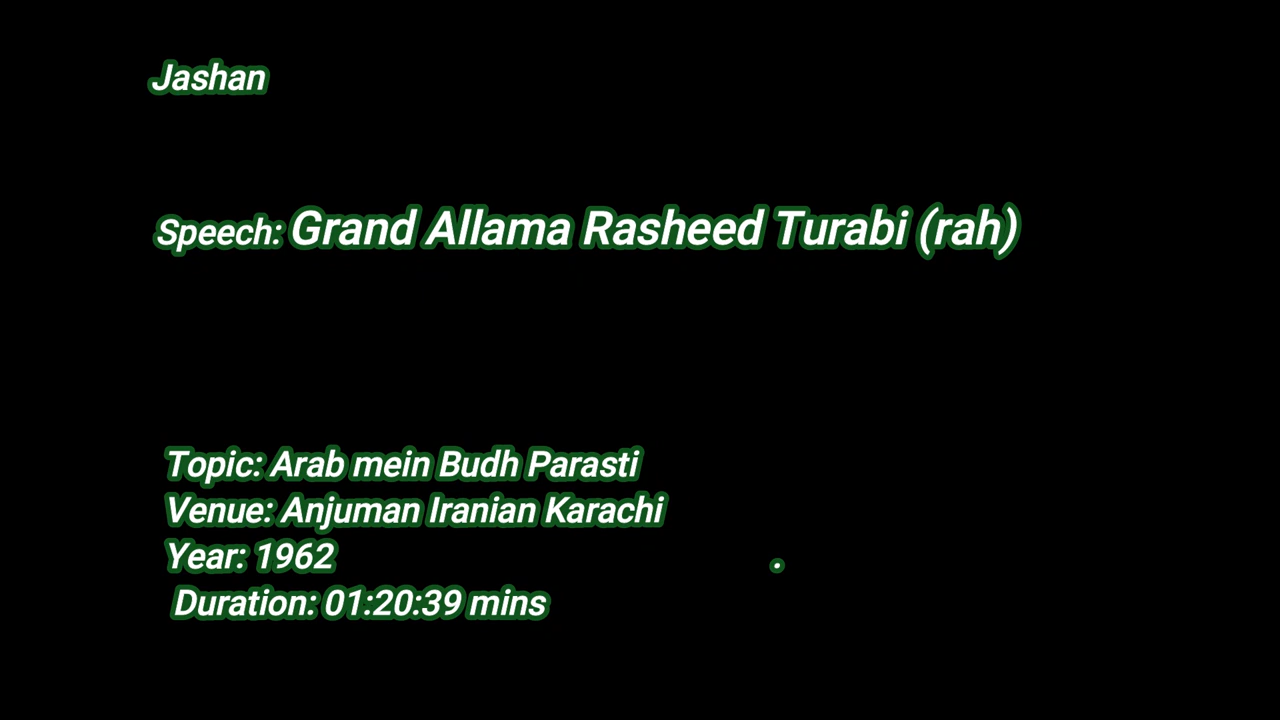 Jashan
Speech: Grand Allama Rasheed Turabi (rah)
Topic: Arab mein Budh Parasti
Venue: Anjuman Iranian Karachi
Year: 1962 .
Duration: 01:20:39 mins